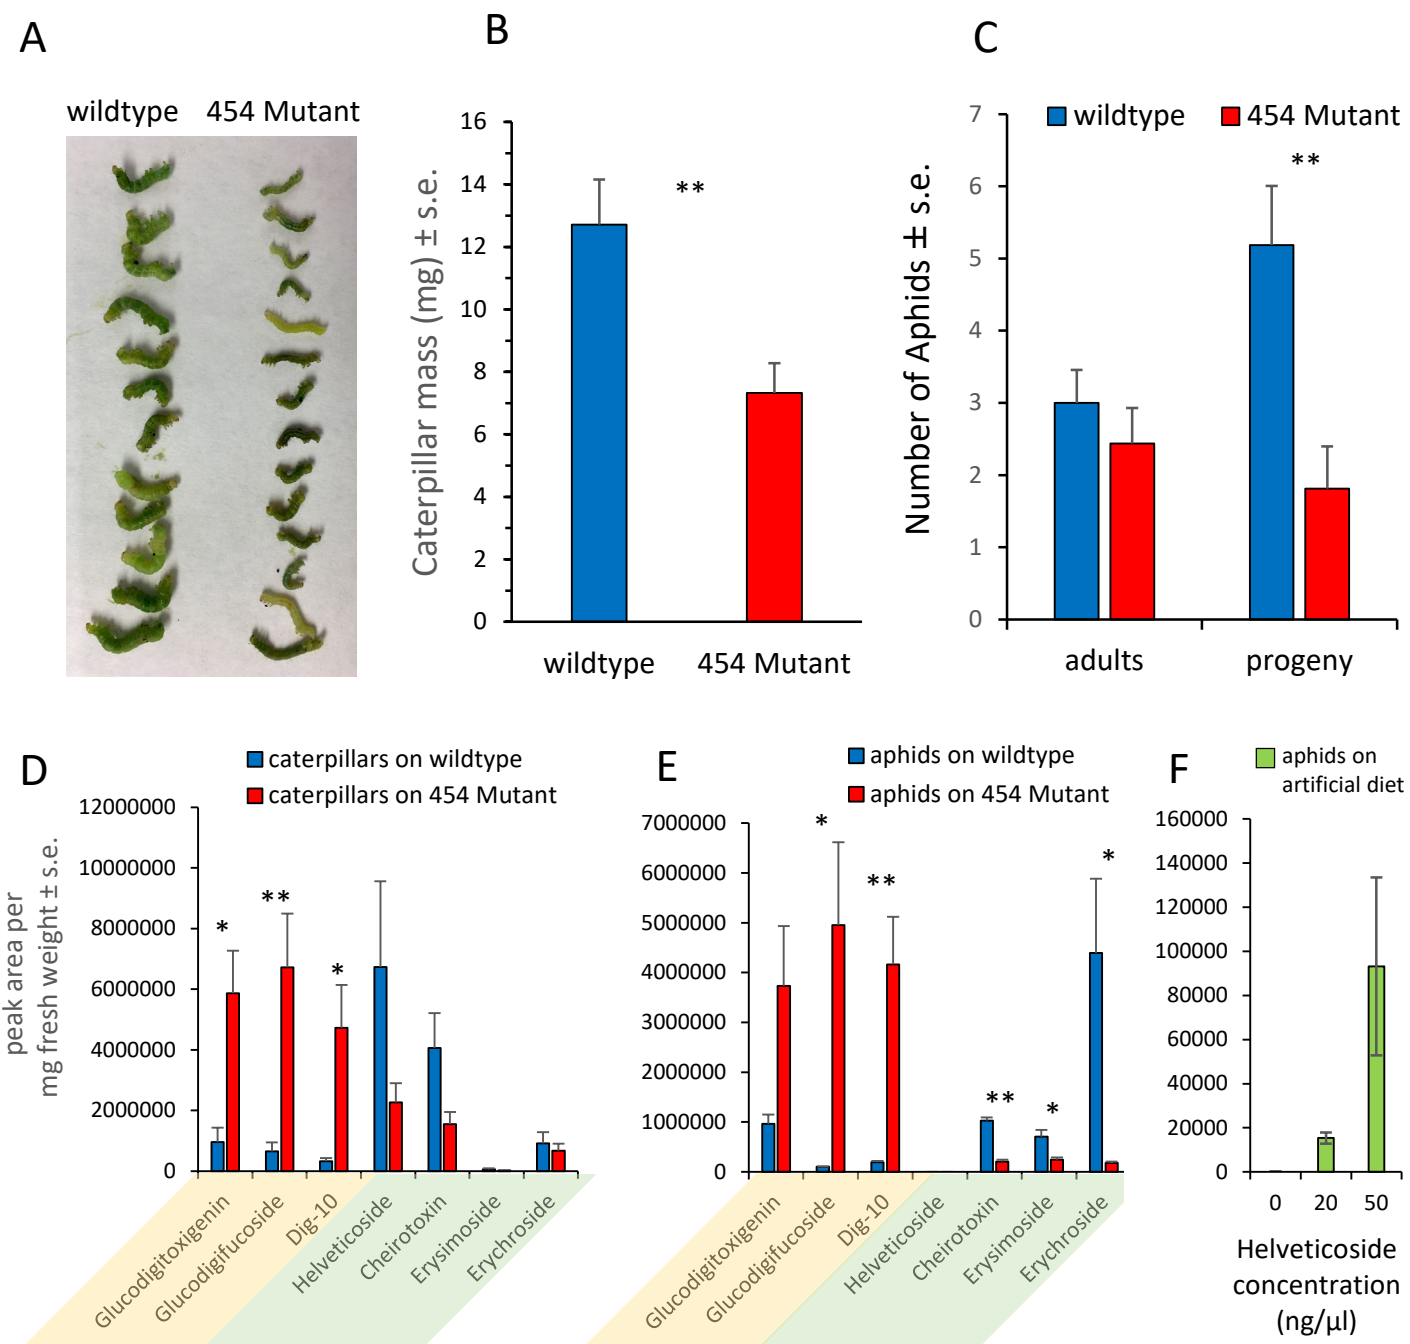 A
wildtype 454 Mutant
B
Caterpillar mass (mg) ± s.e.
16
14
12
10
8
6
4
2
0
**
wildtype 454 Mutant
C
wildtype 454 Mutant
Number of Aphids ± s.e.
7
6
5
4
3
2
1
0
**
adults progeny
D
caterpillars on wildtype
caterpillars on 454 Mutant
peak area per
mg fresh weight ± s.e.
12000000
10000000
8000000
6000000
4000000
2000000
0
*
**
*
Glucodigitoxigenin
Glucodigifucoside
Dig-10
Helveticoside
Cheirotoxin
Erysimoside
Erychroside
E
aphids on wildtype
aphids on 454 Mutant
7000000
6000000
5000000
4000000
3000000
2000000
1000000
0
*
**
**
*
*
Glucodigitoxigenin
Glucodigifucoside
Dig-10
Helveticoside
Cheirotoxin
Erysimoside
Erychroside
F
aphids on
artificial diet
160000
140000
120000
100000
80000
60000
40000
20000
0
0 20 50
Helveticoside
concentration
(ng/µl)